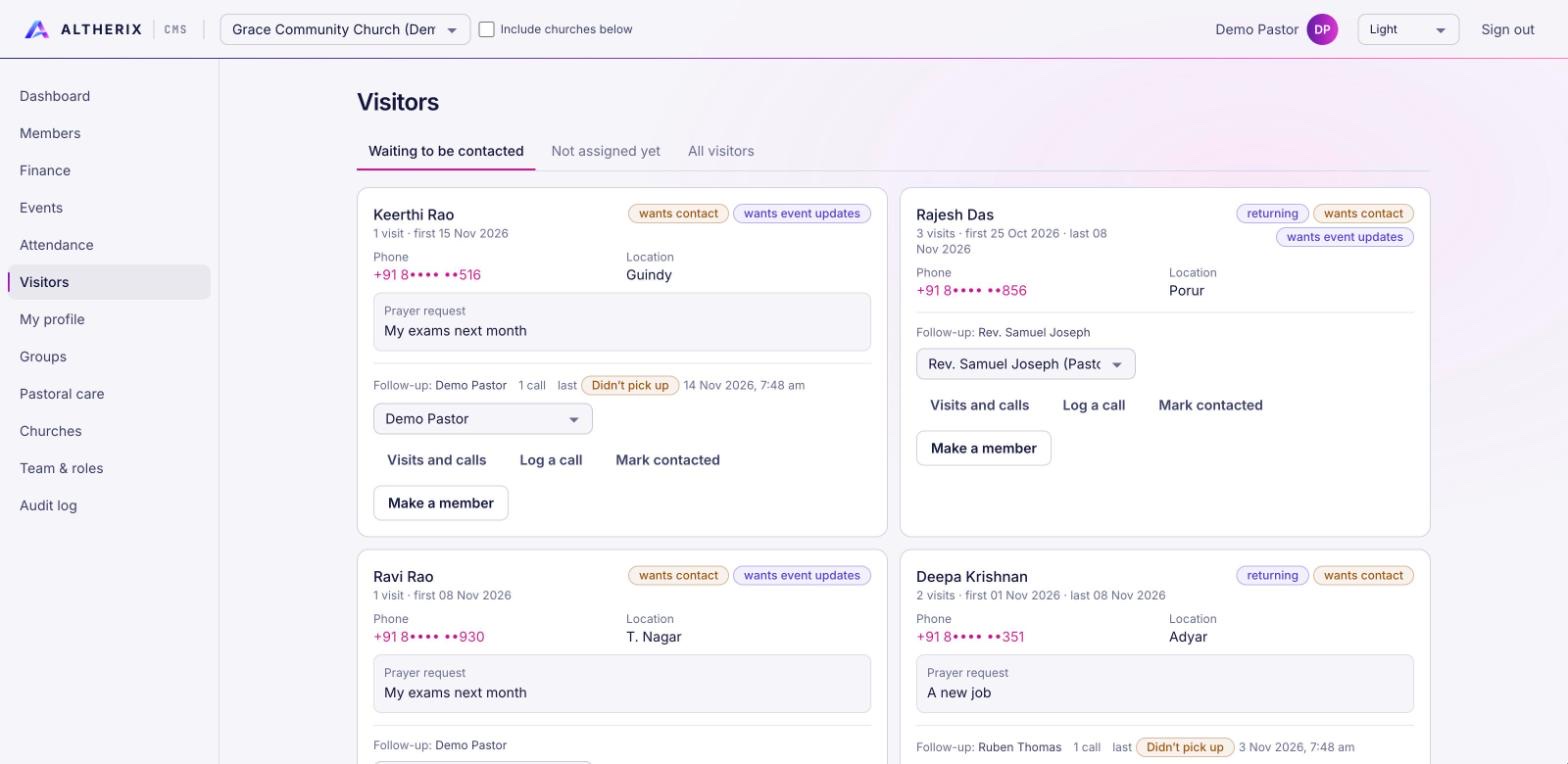 ALTHERIX CMS
Grace Community Church (Dem
Include churches below
Demo Pastor DP
Light
Sign out
Dashboard
Members
Finance
Events
Attendance
Visitors
My profile
Groups
Pastoral care
Churches
Team & roles
Audit log
Visitors
Waiting to be contacted Not assigned yet All visitors
Keerthi Rao wants contact wants event updates
1 visit · first 15 Nov 2026
Phone Location
+91 8•••• ••516 Guindy
Prayer request
My exams next month
Follow-up: Demo Pastor 1 call last Didn't pick up 14 Nov 2026, 7:48 am
Demo Pastor
Visits and calls Log a call Mark contacted
Make a member
Rajesh Das returning wants contact
3 visits · first 25 Oct 2026 · last 08 wants event updates
Nov 2026
Phone Location
+91 8•••• ••856 Porur
Follow-up: Rev. Samuel Joseph
Rev. Samuel Joseph (Pasto
Visits and calls Log a call Mark contacted
Make a member
Ravi Rao wants contact wants event updates
1 visit · first 08 Nov 2026
Phone Location
+91 8•••• ••930 T. Nagar
Prayer request
My exams next month
Follow-up: Demo Pastor
Deepa Krishnan returning wants contact
2 visits · first 01 Nov 2026 · last 08 Nov 2026
Phone Location
+91 8•••• ••351 Adyar
Prayer request
A new job
Follow-up: Ruben Thomas 1 call last Didn't pick up 3 Nov 2026, 7:48 am